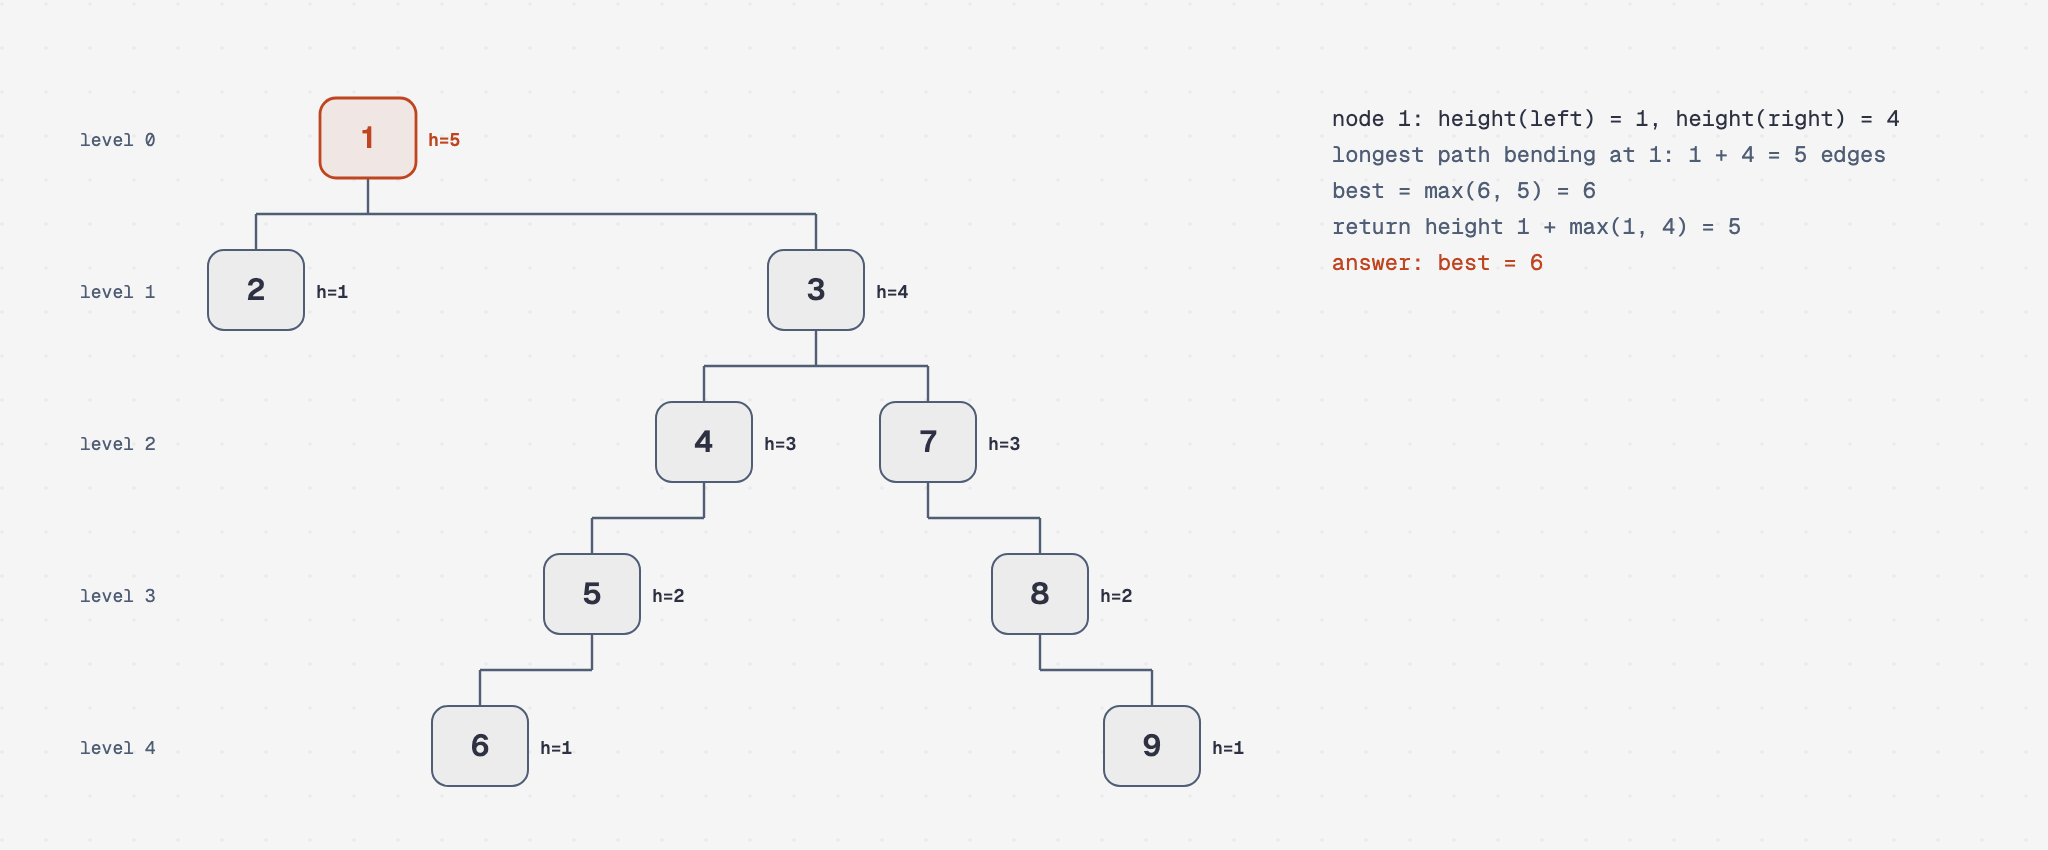 node 1: height(left) = 1, height(right) = 4
level 0 1 h=5
longest path bending at 1: 1 + 4 = 5 edges
best = max(6, 5) = 6
return height 1 + max(1, 4) = 5
answer: best = 6
level 1 2 h=1 3 h=4
level 2 4 h=3 7 h=3
level 3 5 h=2 8 h=2
level 4 6 h=1 9 h=1